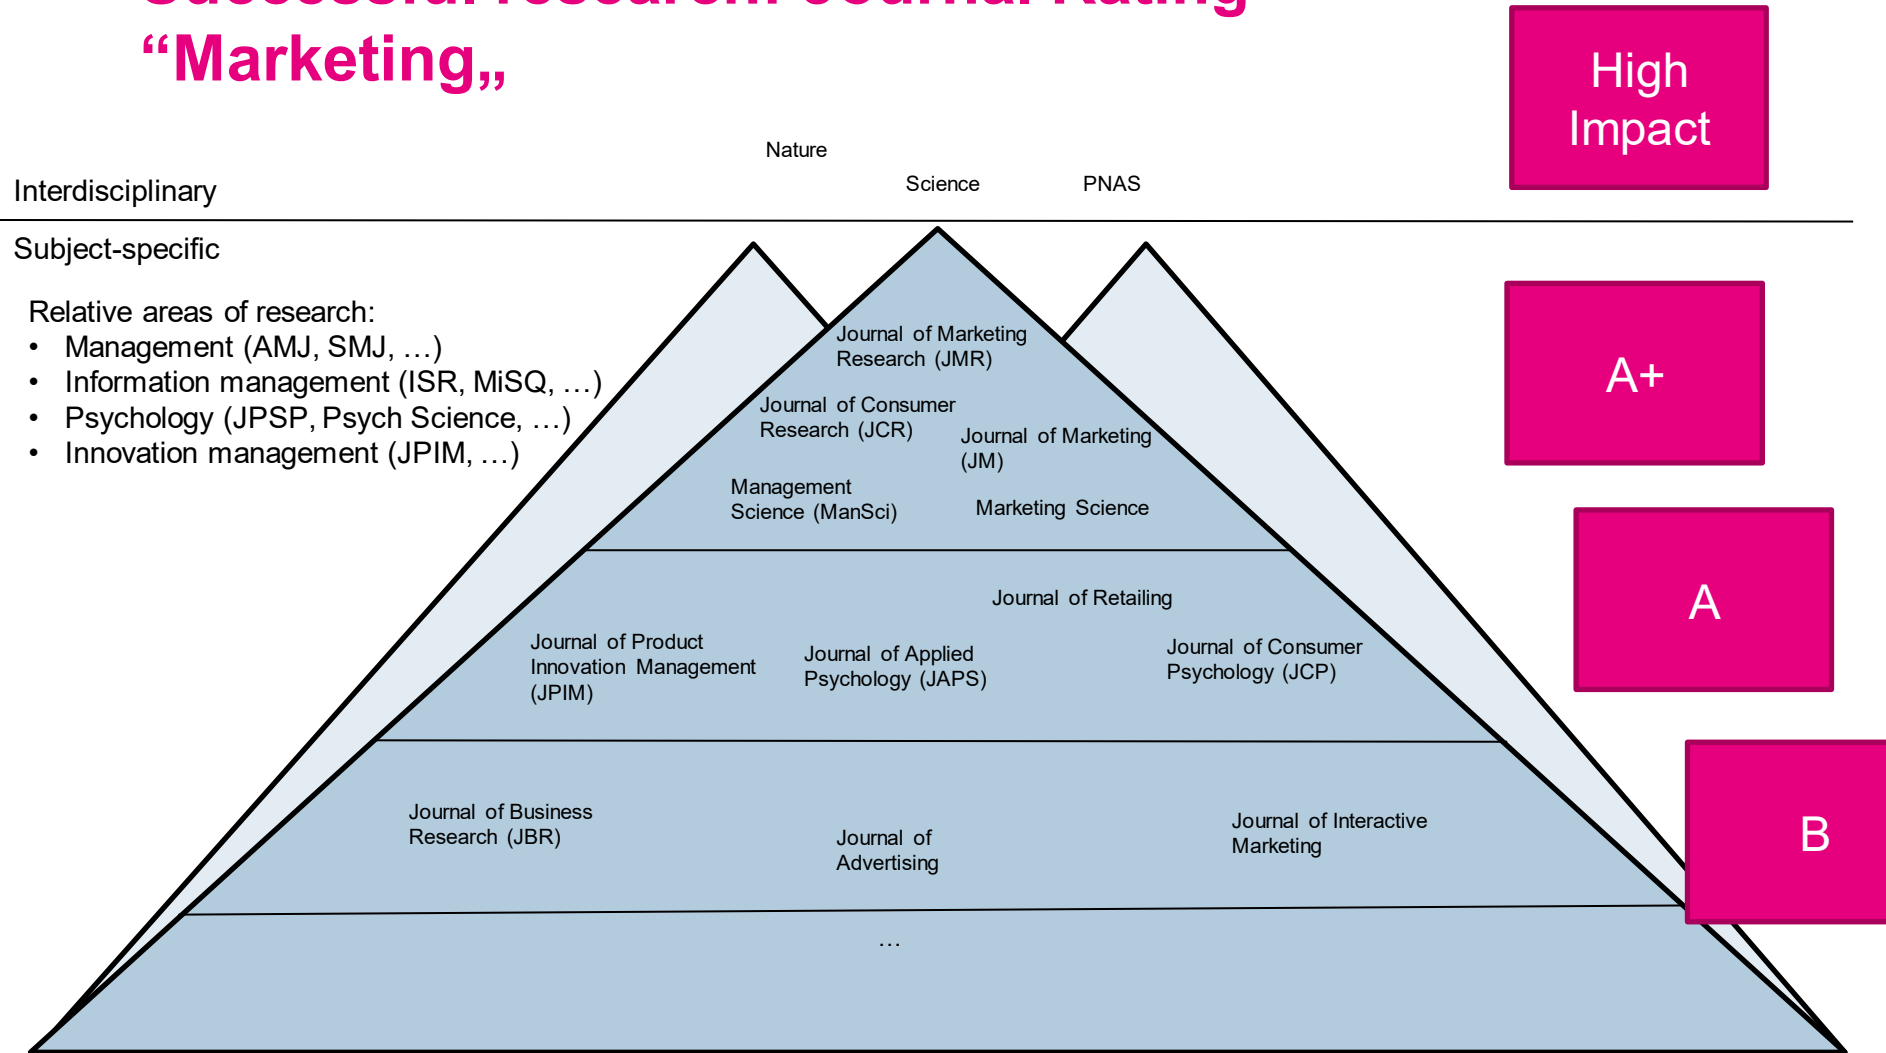 Successful research: Journal Rating
“Marketing„
High
Impact
Nature
Science
PNAS
Interdisciplinary
Subject-specific
Relative areas of research:
• Management (AMJ, SMJ, …)
• Information management (ISR, MiSQ, …)
• Psychology (JPSP, Psych Science, …)
• Innovation management (JPIM, …)
Journal of Marketing
Research (JMR)
A+
Journal of Consumer
Research (JCR)
Journal of Marketing
(JM)
Management
Science (ManSci)
Marketing Science
Journal of Retailing
A
Journal of Product
Innovation Management
(JPIM)
Journal of Applied
Psychology (JAPS)
Journal of Consumer
Psychology (JCP)
Journal of Business
Research (JBR)
Journal of
Advertising
Journal of Interactive
Marketing
B
…